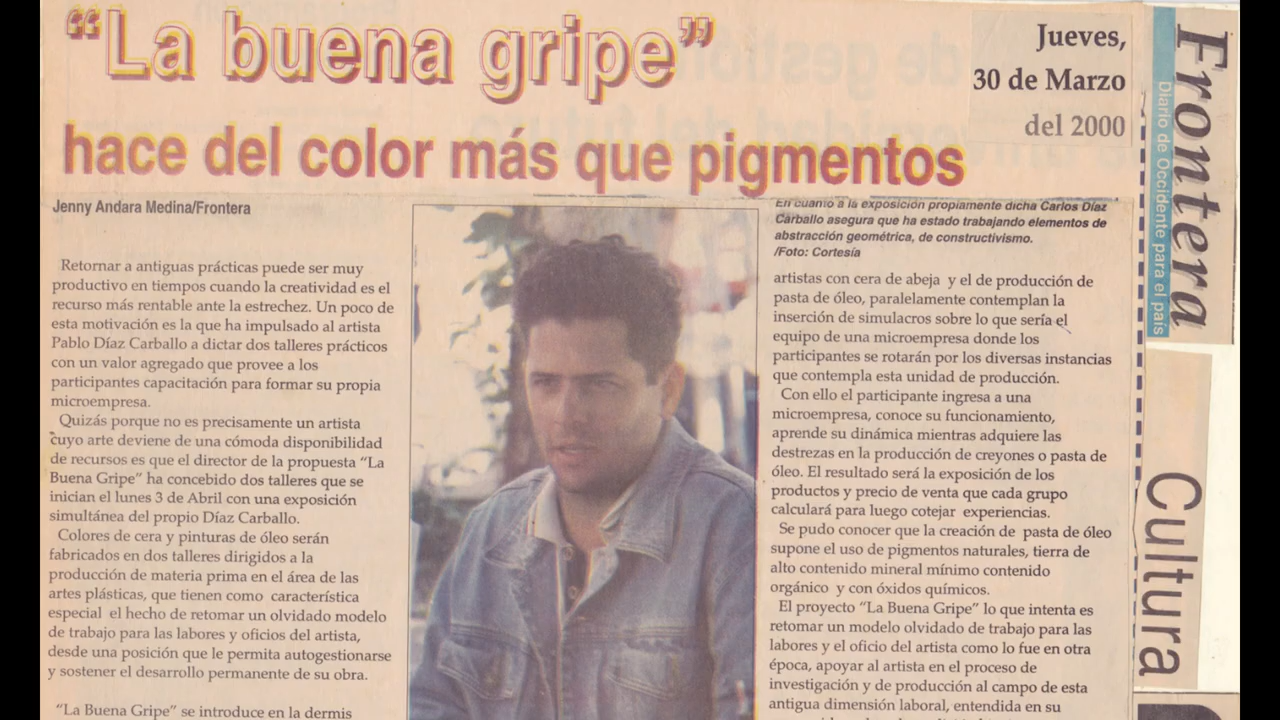 “La buena gripe”
hace del color más que pigmentos
Jueves,
30 de Marzo
del 2000
Frontera
Diario de Occidente para el país
Cultura
Jenny Andara Medina/Frontera
Retornar a antiguas prácticas puede ser muy
productivo en tiempos cuando la creatividad es el
recurso más rentable ante la estrechez. Un poco de
esta motivación es la que ha impulsado al artista
Pablo Díaz Carballo a dictar dos talleres prácticos
con un valor agregado que provee a los
participantes capacitación para formar su propia
microempresa.
Quizás porque no es precisamente un artista
cuyo arte deviene de una cómoda disponibilidad
de recursos es que el director de la propuesta “La
Buena Gripe” ha concebido dos talleres que se
inician el lunes 3 de Abril con una exposición
simultánea del propio Díaz Carballo.
Colores de cera y pinturas de óleo serán
fabricados en dos talleres dirigidos a la
producción de materia prima en el área de las
artes plásticas, que tienen como característica
especial el hecho de retomar un olvidado modelo
de trabajo para las labores y oficios del artista,
desde una posición que le permita autogestionarse
y sostener el desarrollo permanente de su obra.
“La Buena Gripe” se introduce en la dermis
En cuanto a la exposición propiamente dicha Carlos Díaz
Carballo asegura que ha estado trabajando elementos de
abstracción geométrica, de constructivismo.
/Foto: Cortesía
artistas con cera de abeja y el de producción de
pasta de óleo, paralelamente contemplan la
inserción de simulacros sobre lo que sería el
equipo de una microempresa donde los
participantes se rotarán por los diversas instancias
que contempla esta unidad de producción.
Con ello el participante ingresa a una
microempresa, conoce su funcionamiento,
aprende su dinámica mientras adquiere las
destrezas en la producción de creyones o pasta de
óleo. El resultado será la exposición de los
productos y precio de venta que cada grupo
calculará para luego cotejar experiencias.
Se pudo conocer que la creación de pasta de óleo
supone el uso de pigmentos naturales, tierra de
alto contenido mineral mínimo contenido
orgánico y con óxidos químicos.
El proyecto “La Buena Gripe” lo que intenta es
retomar un modelo olvidado de trabajo para las
labores y el oficio del artista como lo fue en otra
época, apoyar al artista en el proceso de
investigación y de producción al campo de esta
antigua dimensión laboral, entendida en su